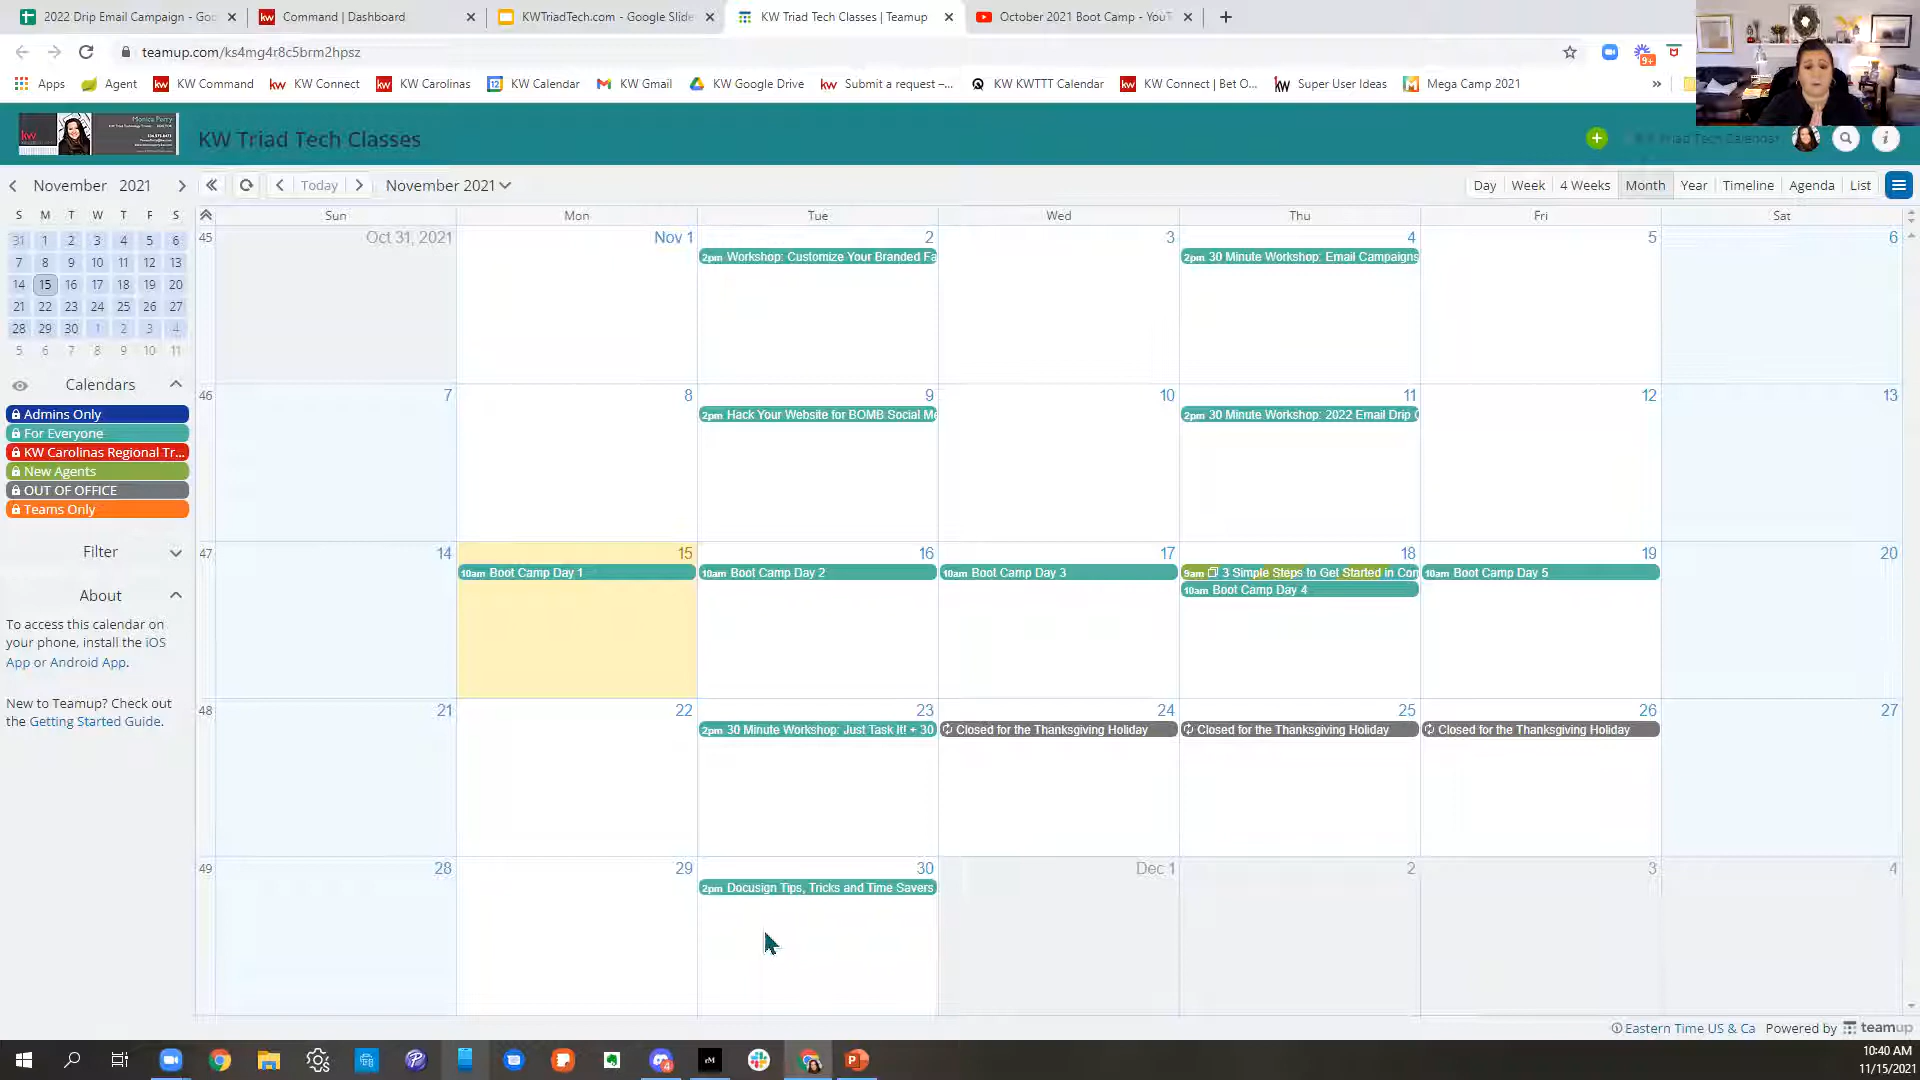 2022 Drip Email Campaign - Goo
Command | Dashboard
KWTriadTech.com - Google Slide
KW Triad Tech Classes | Teamup
October 2021 Boot Camp - YouT
teamup.com/ks4mg4r8c5brm2hpsz
9+
Apps
Agent
KW Command
KW Connect
KW Carolinas
KW Calendar
KW Gmail
KW Google Drive
Submit a request –...
KW KWTTT Calendar
KW Connect | Bet O...
Super User Ideas
Mega Camp 2021
»
Monica Perry
KW Triad Tech Classes
KW Triad Tech Calendar
November 2021
Today
November 2021
Day
Week
4 Weeks
Month
Year
Timeline
Agenda
List
S M T W T F S
31 1 2 3 4 5 6
7 8 9 10 11 12 13
14 15 16 17 18 19 20
21 22 23 24 25 26 27
28 29 30 1 2 3 4
5 6 7 8 9 10 11
Calendars
Admins Only
For Everyone
KW Carolinas Regional Tr...
New Agents
OUT OF OFFICE
Teams Only
Filter
About
To access this calendar on
your phone, install the iOS
App or Android App.
New to Teamup? Check out
the Getting Started Guide.
Sun Mon Tue Wed Thu Fri Sat
45 Oct 31, 2021 Nov 1 2 3 4 5 6
2pm Workshop: Customize Your Branded Fa
2pm 30 Minute Workshop: Email Campaigns
46 7 8 9 10 11 12 13
2pm Hack Your Website for BOMB Social Me
2pm 30 Minute Workshop: 2022 Email Drip C
47 14 15 16 17 18 19 20
10am Boot Camp Day 1
10am Boot Camp Day 2
10am Boot Camp Day 3
9am 3 Simple Steps to Get Started in Com
10am Boot Camp Day 4
10am Boot Camp Day 5
48 21 22 23 24 25 26 27
2pm 30 Minute Workshop: Just Task It! + 30
Closed for the Thanksgiving Holiday
Closed for the Thanksgiving Holiday
Closed for the Thanksgiving Holiday
49 28 29 30 Dec 1 2 3 4
2pm Docusign Tips, Tricks and Time Savers
Eastern Time US & Ca
Powered by teamup
10:40 AM
11/15/2021